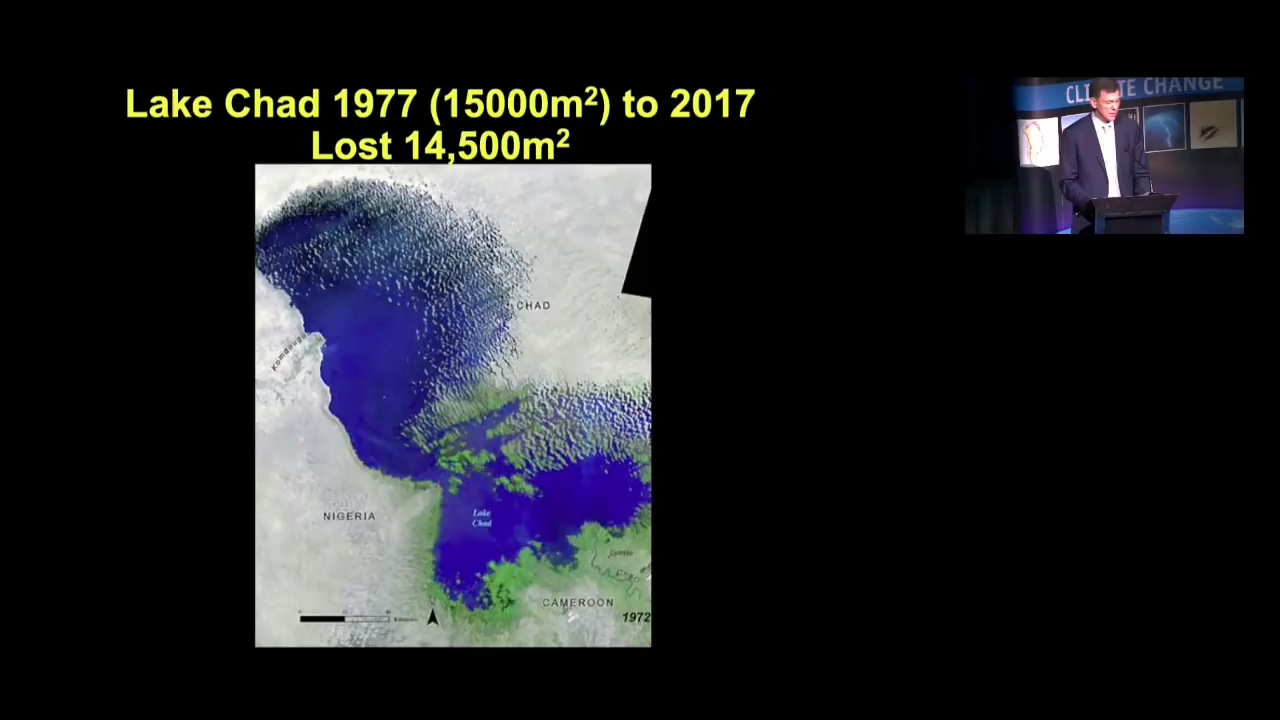 Lake Chad 1977 (15000m²) to 2017
Lost 14,500m²
CLIMATE CHANGE
CHAD
NIGERIA
Lake
Chad
CAMEROON
1972